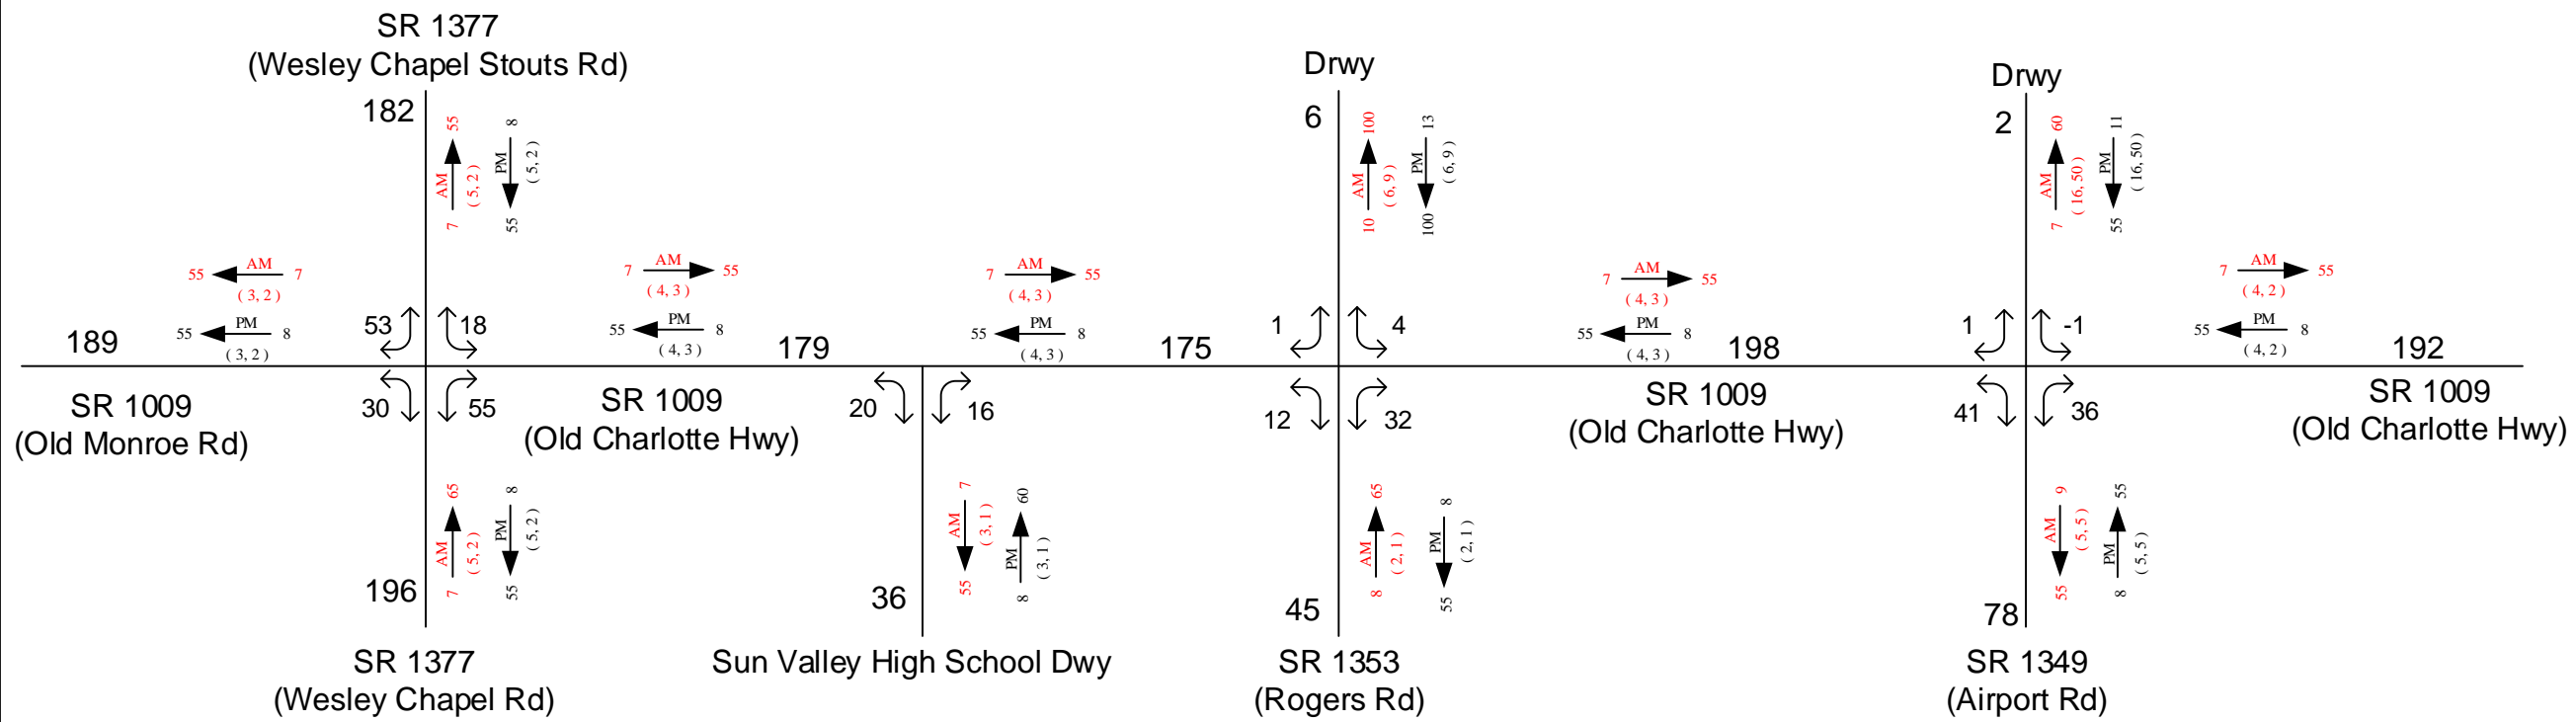 SR 1377
(Wesley Chapel Stouts Rd)
182
55
AM
( 5, 2 )
7
8
PM
( 5, 2 )
55
55 AM 7
( 3, 2 )
55 PM 8
( 3, 2 )
189
SR 1009
(Old Monroe Rd)
53
18
30
55
7 AM 55
( 4, 3 )
55 PM 8
( 4, 3 )
179
SR 1009
(Old Charlotte Hwy)
65
AM
( 5, 2 )
7
8
PM
( 5, 2 )
55
196
SR 1377
(Wesley Chapel Rd)
7 AM 55
( 4, 3 )
55 PM 8
( 4, 3 )
175
20
16
7
AM
( 3, 1 )
55
60
PM
( 3, 1 )
8
36
Sun Valley High School Dwy
Drwy
6
100
AM
( 6, 9 )
10
13
PM
( 6, 9 )
100
1
4
12
32
65
AM
( 2, 1 )
8
8
PM
( 2, 1 )
55
45
SR 1353
(Rogers Rd)
7 AM 55
( 4, 3 )
55 PM 8
( 4, 3 )
198
SR 1009
(Old Charlotte Hwy)
Drwy
2
60
AM
( 16, 50 )
7
11
PM
( 16, 50 )
55
1
-1
41
36
9
AM
( 5, 5 )
55
55
PM
( 5, 5 )
8
78
SR 1349
(Airport Rd)
7 AM 55
( 4, 2 )
55 PM 8
( 4, 2 )
192
SR 1009
(Old Charlotte Hwy)